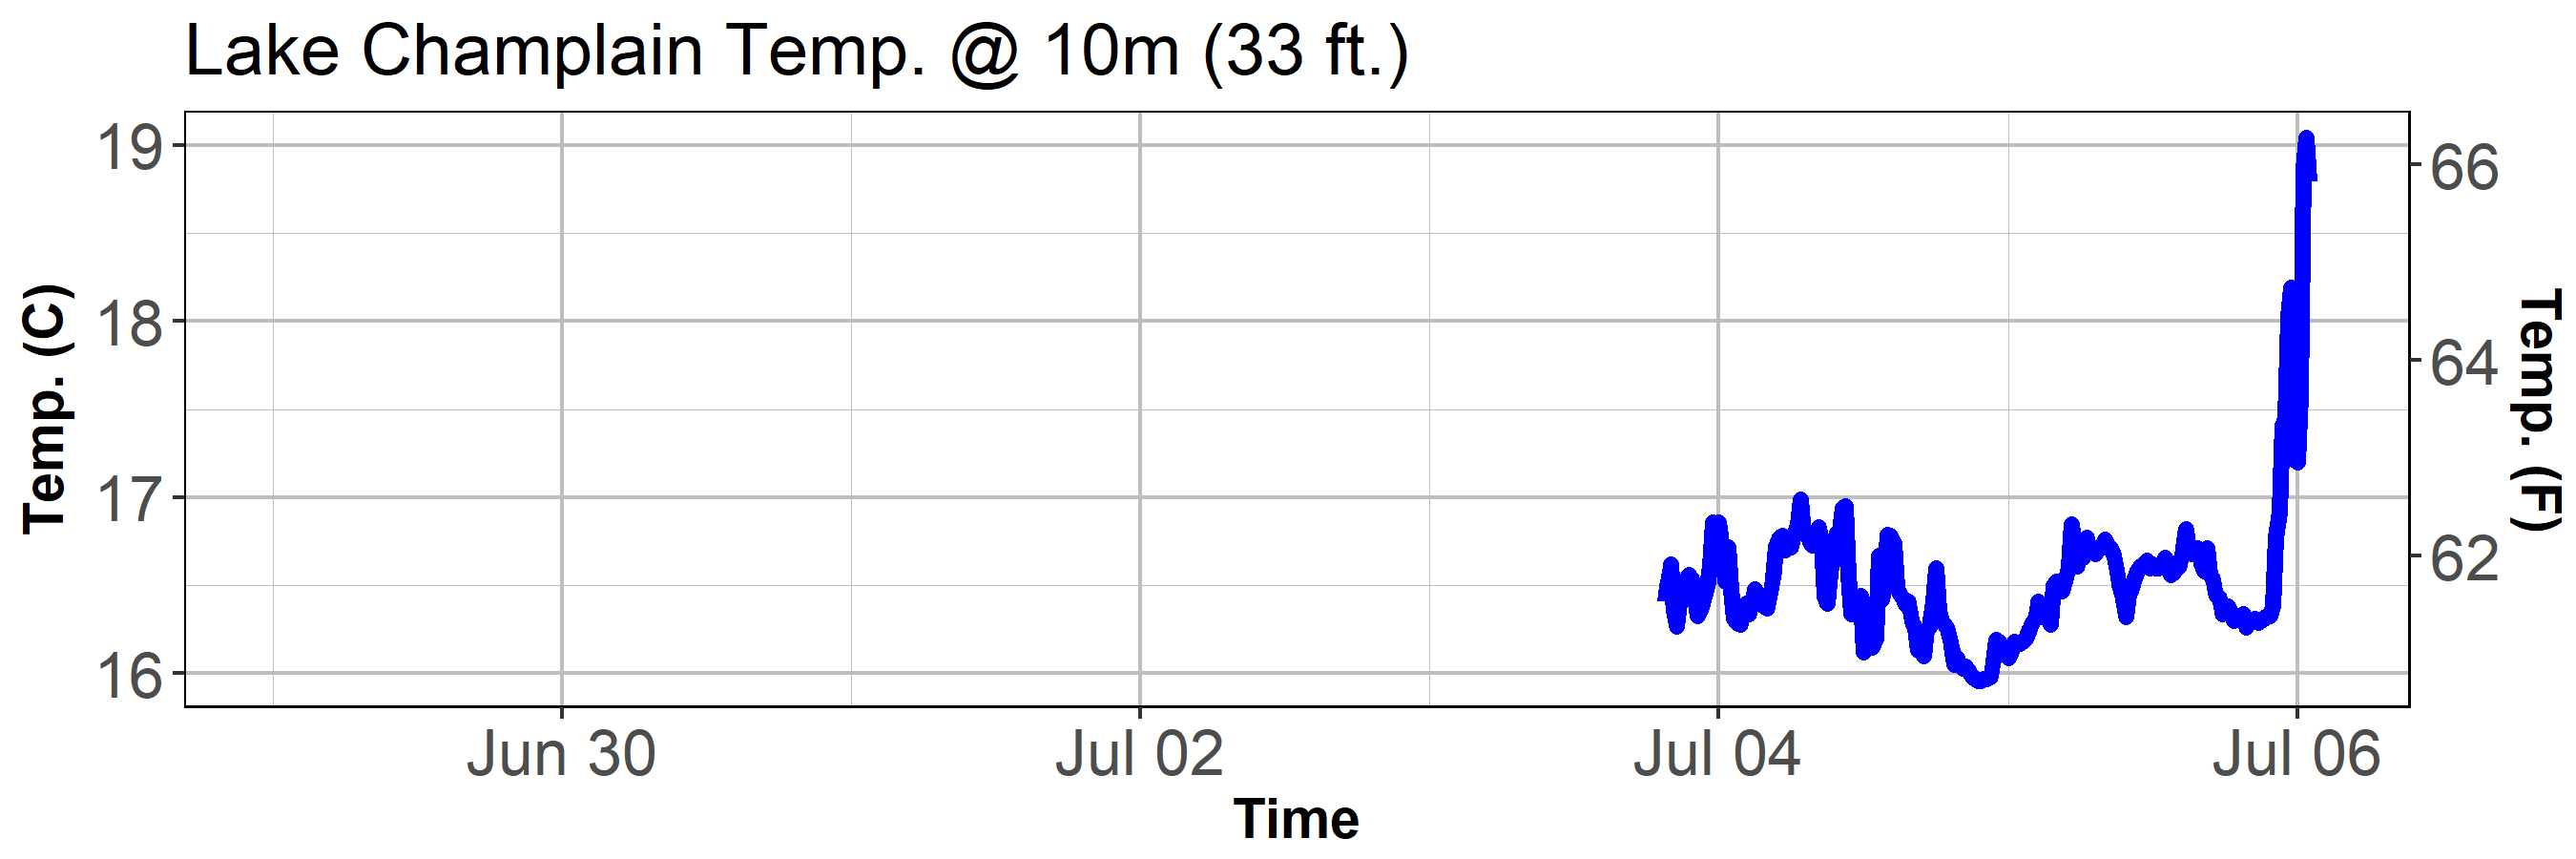 Lake Champlain Temp. @ 10m (33 ft.)
19
18
17
16
Temp. (C)
66
64
62
Temp. (F)
Jun 30 Jul 02 Jul 04 Jul 06
Time